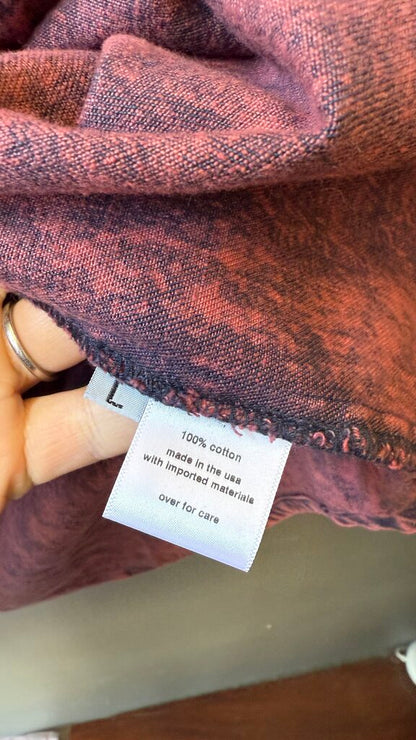 L
100% cotton
made in the usa
with imported materials
over for care